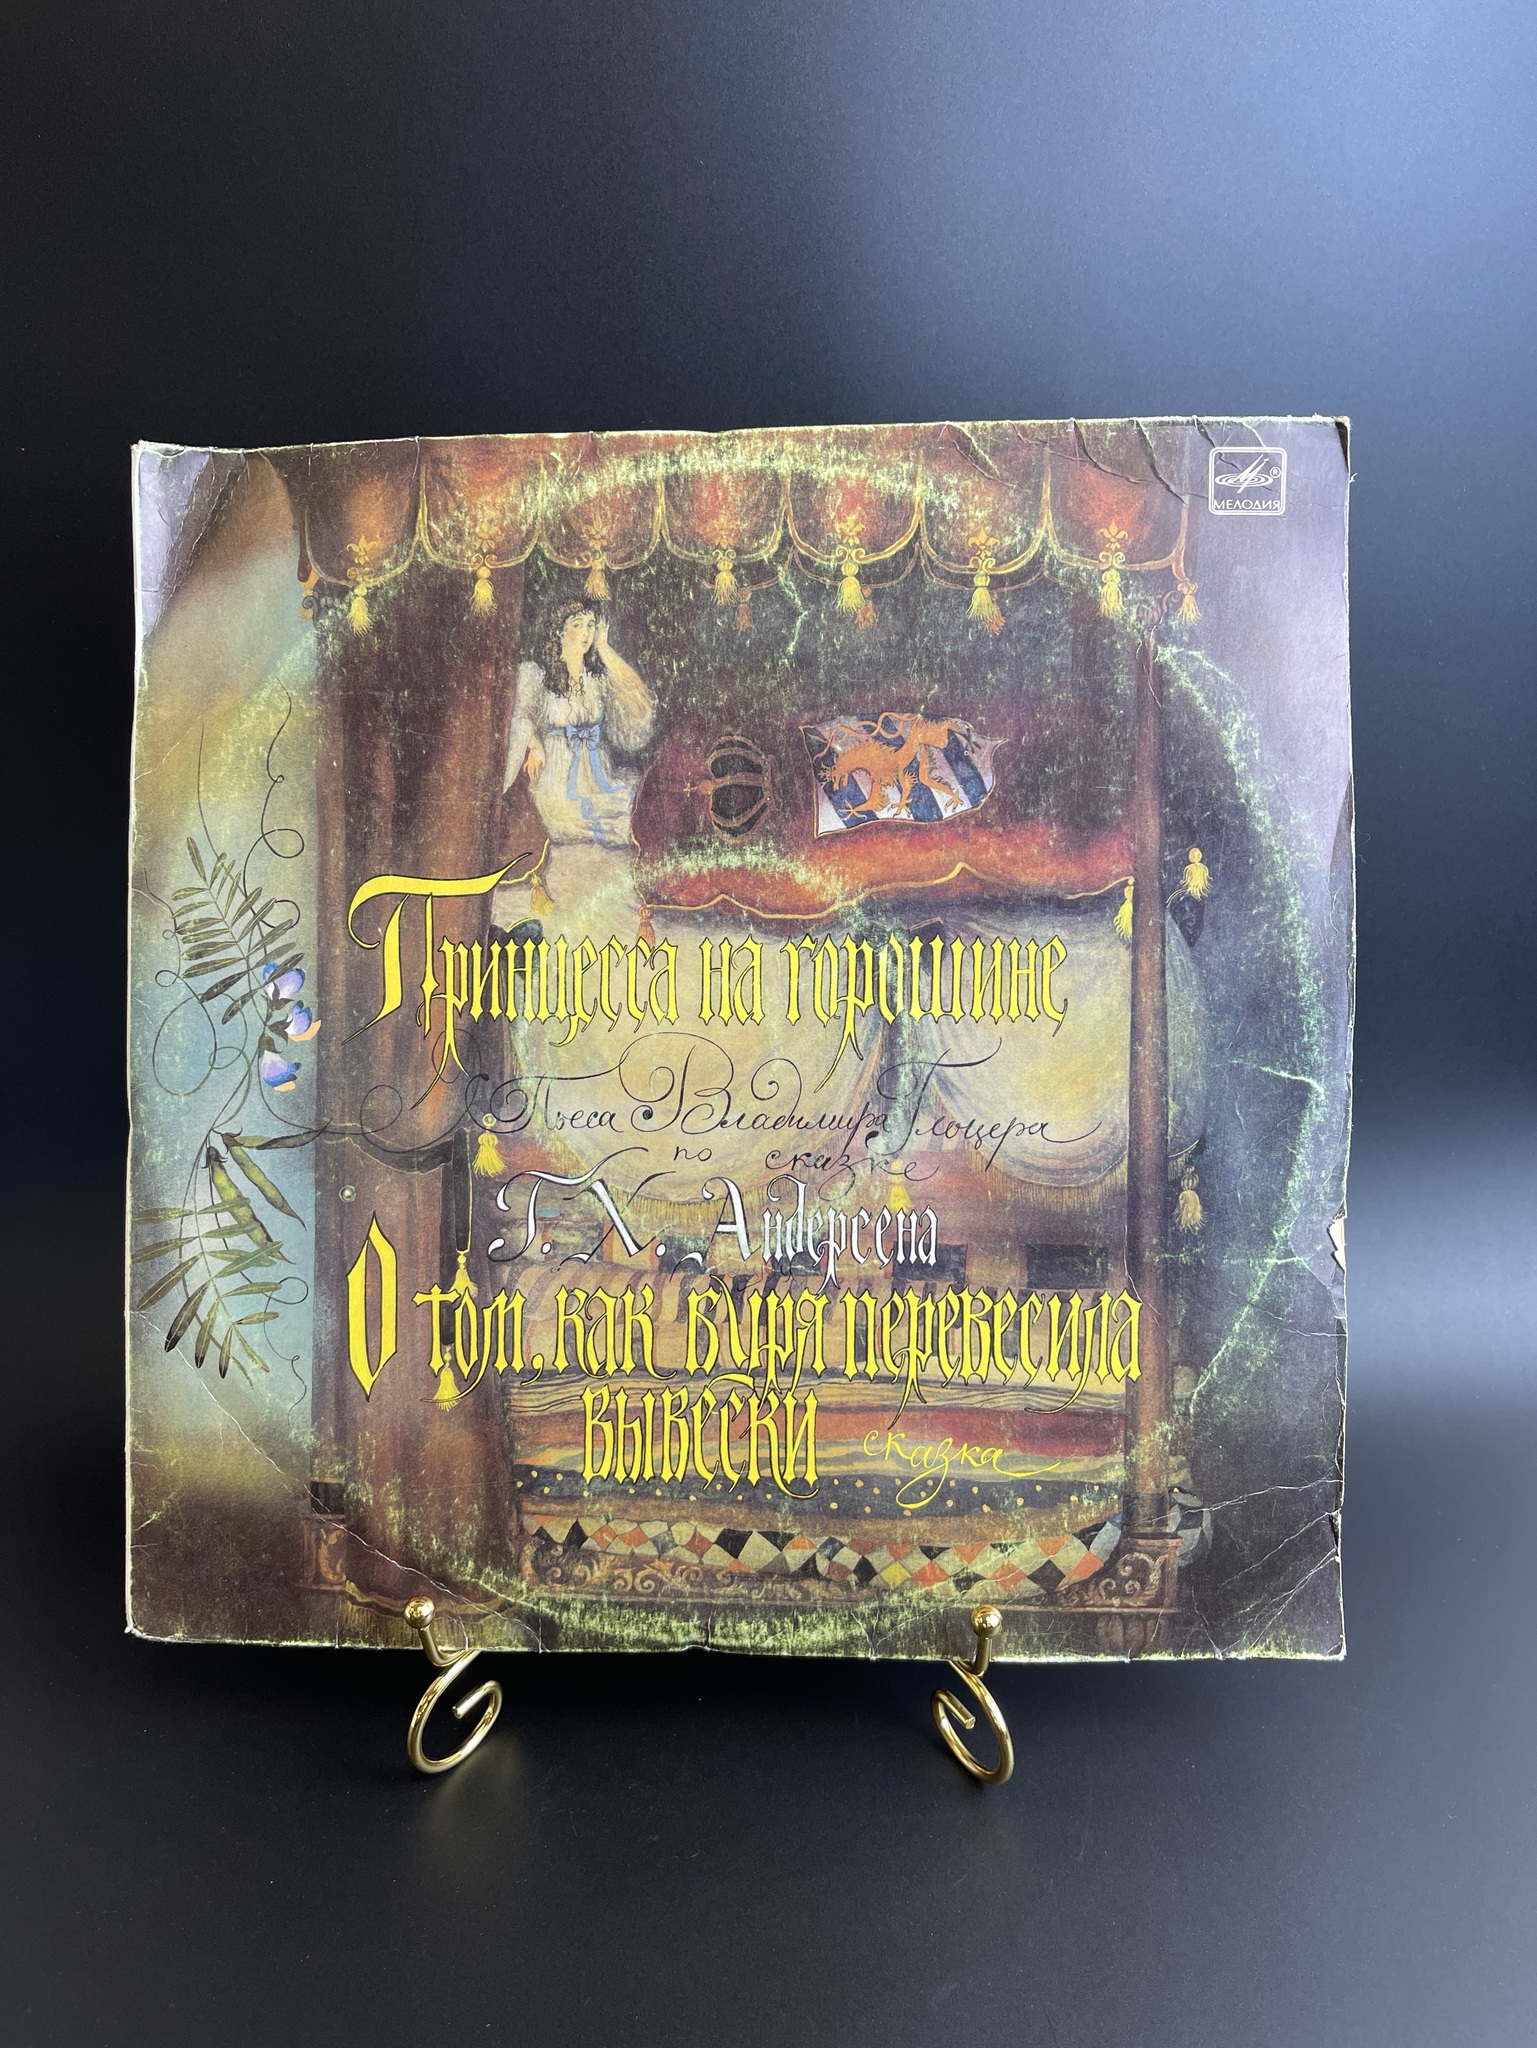 МЕЛОДИЯ
Принцесса на горошине
Пьеса Владимира Глоцера
по сказке
Г. Х. Андерсена
О том, как буря перевесила
вывески сказка